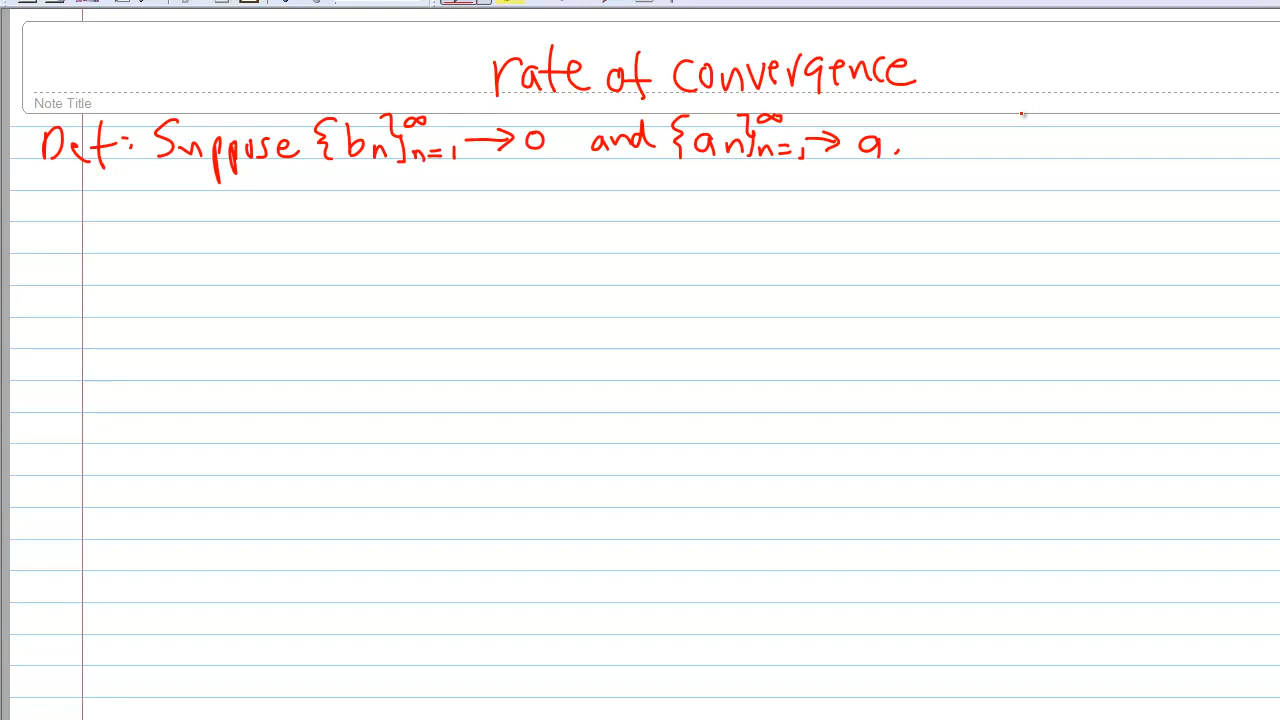 rate of convergence
Note Title
Def: Suppose {bn}∞n=1 → 0 and {an}∞n=1 → a.